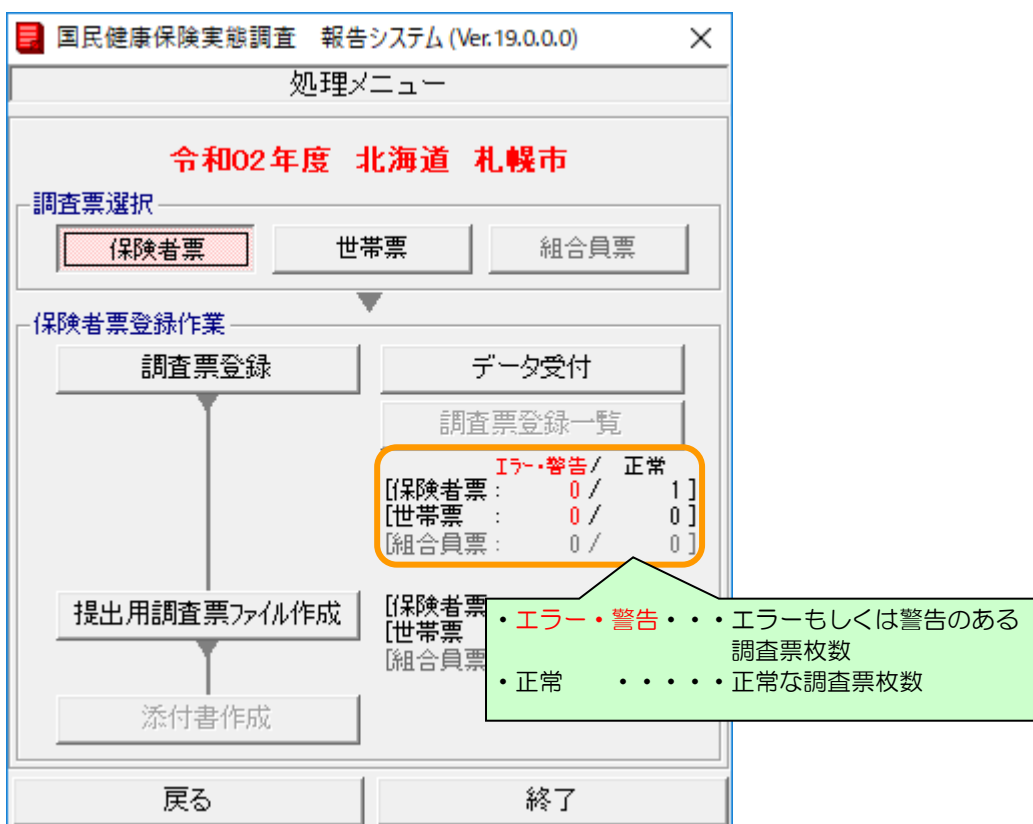 国民健康保険実態調査　報告システム (Ver.19.0.0.0)
処理メニュー
令和02年度 北海道 札幌市
調査票選択
保険者票 世帯票 組合員票
保険者票登録作業
調査票登録 データ受付
調査票登録一覧
エラー・警告/ 正常
[保険者票: 0/ 1]
[世帯票 : 0/ 0]
[組合員票: 0/ 0]
提出用調査票ファイル作成
[保険者票
[世帯票
[組合員票
・エラー・警告・・・エラーもしくは警告のある
調査票枚数
・正常　・・・・・正常な調査票枚数
添付書作成
戻る 終了